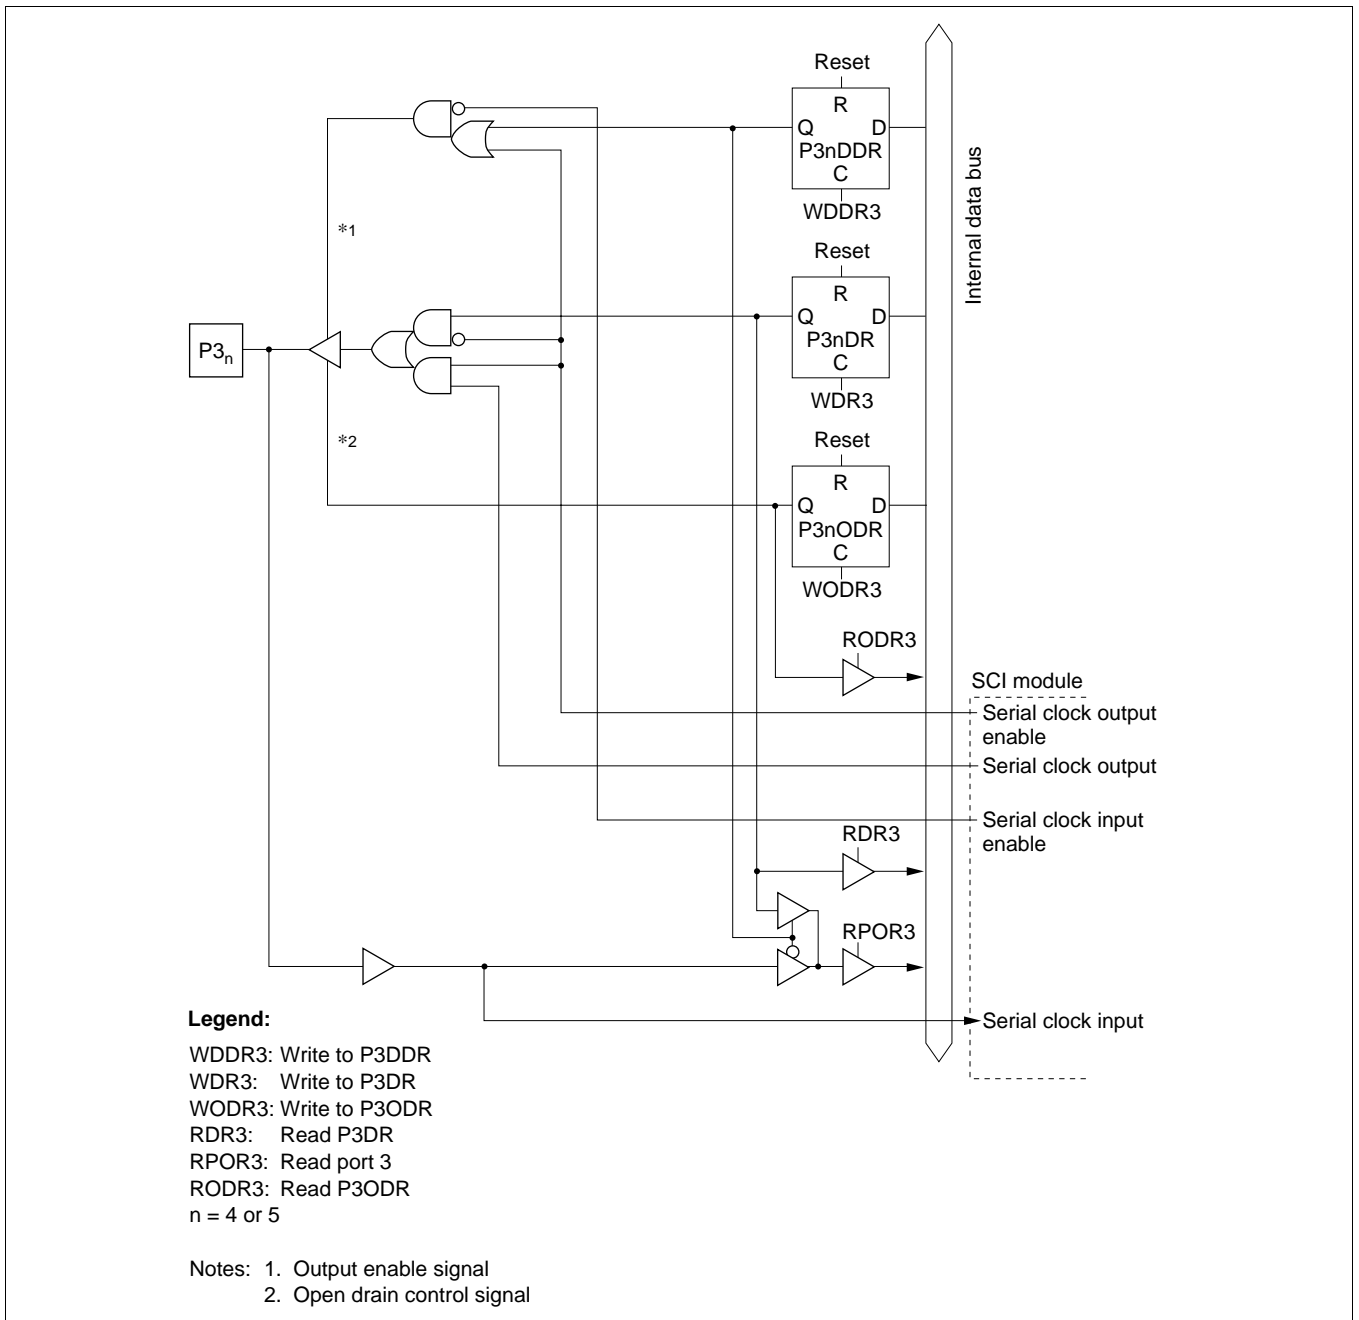 Reset
R
Q D
P3nDDR
C
WDDR3
Internal data bus
*1
Reset
R
Q D
P3nDR
C
WDR3
P3n
*2
Reset
R
Q D
P3nODR
C
WODR3
RODR3
SCI module
Serial clock output
enable
Serial clock output
Serial clock input
enable
RDR3
RPOR3
Serial clock input
Legend:
WDDR3: Write to P3DDR
WDR3: Write to P3DR
WODR3: Write to P3ODR
RDR3: Read P3DR
RPOR3: Read port 3
RODR3: Read P3ODR
n = 4 or 5
Notes: 1. Output enable signal
2. Open drain control signal